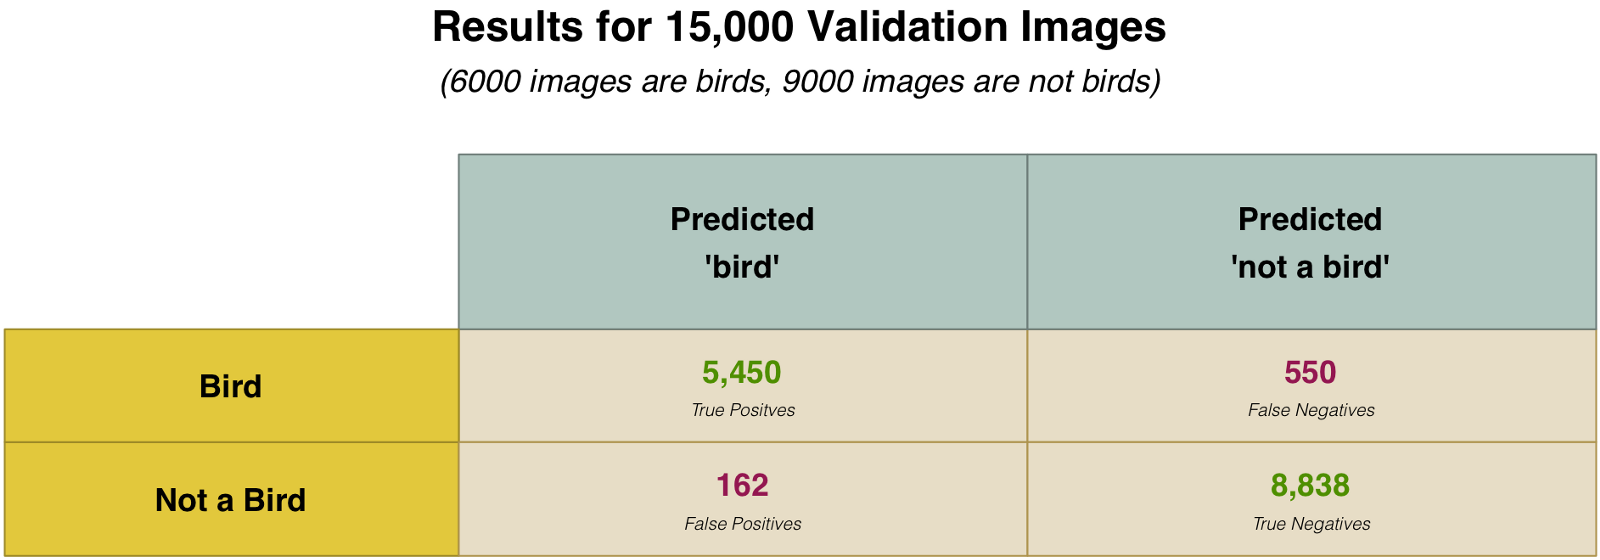 Results for 15,000 Validation Images
(6000 images are birds, 9000 images are not birds)
Predicted
'bird'
Predicted
'not a bird'
Bird
5,450
True Positves
550
False Negatives
Not a Bird
162
False Positives
8,838
True Negatives